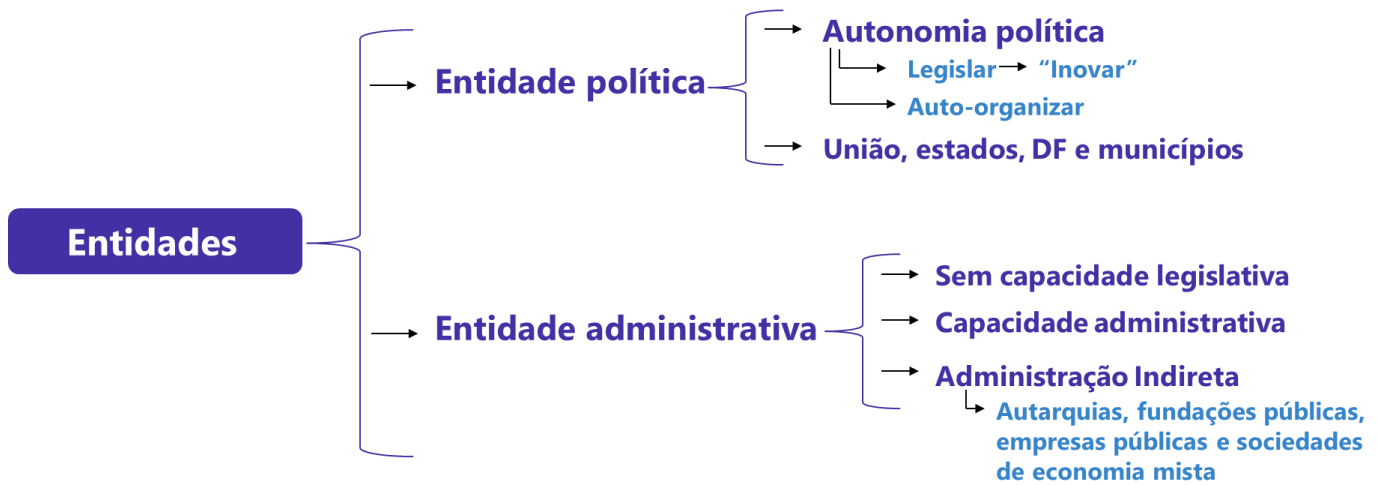 Entidades
Entidade política
Autonomia política
Legislar
“Inovar”
Auto-organizar
União, estados, DF e municípios
Entidade administrativa
Sem capacidade legislativa
Capacidade administrativa
Administração Indireta
Autarquias, fundações públicas,
empresas públicas e sociedades
de economia mista